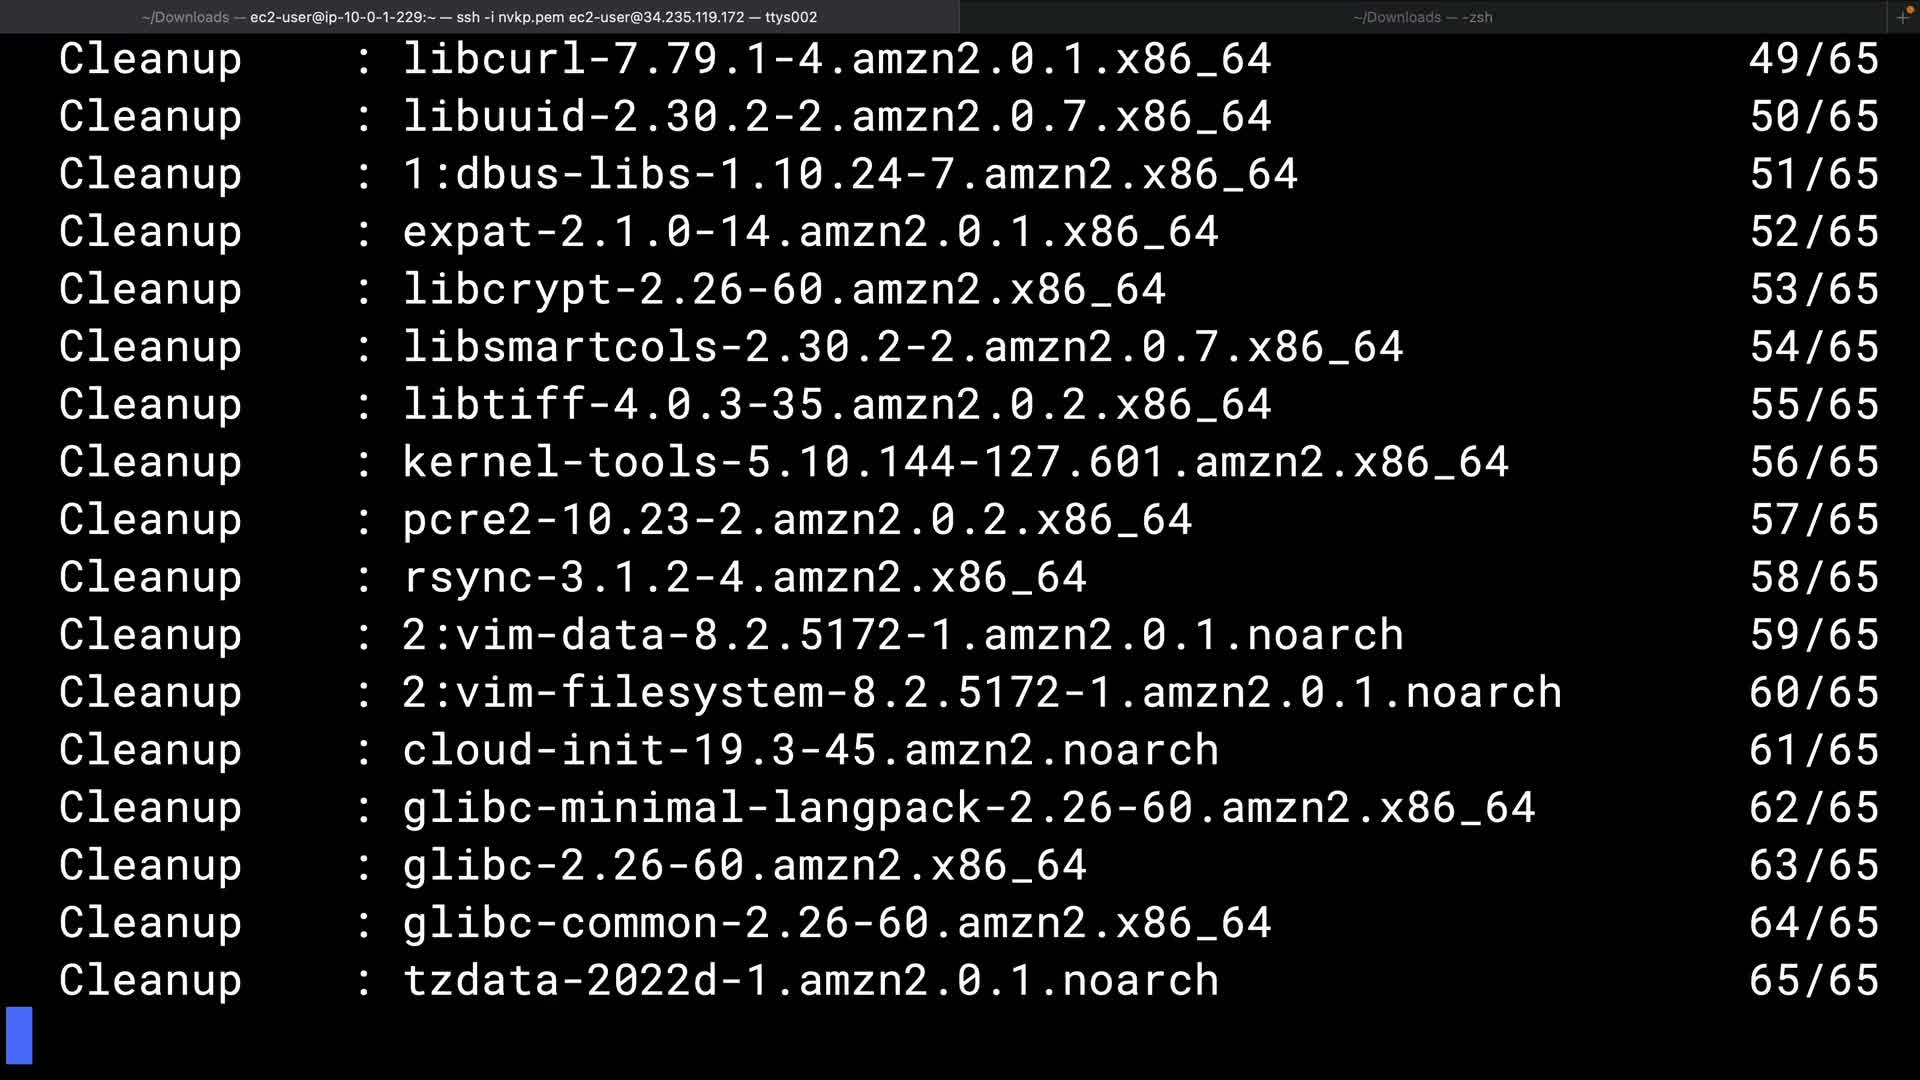 ~/Downloads — ec2-user@ip-10-0-1-229:~ — ssh -i nvkp.pem ec2-user@34.235.119.172 — ttys002
~/Downloads — -zsh
Cleanup : libcurl-7.79.1-4.amzn2.0.1.x86_64 49/65
Cleanup : libuuid-2.30.2-2.amzn2.0.7.x86_64 50/65
Cleanup : 1:dbus-libs-1.10.24-7.amzn2.x86_64 51/65
Cleanup : expat-2.1.0-14.amzn2.0.1.x86_64 52/65
Cleanup : libcrypt-2.26-60.amzn2.x86_64 53/65
Cleanup : libsmartcols-2.30.2-2.amzn2.0.7.x86_64 54/65
Cleanup : libtiff-4.0.3-35.amzn2.0.2.x86_64 55/65
Cleanup : kernel-tools-5.10.144-127.601.amzn2.x86_64 56/65
Cleanup : pcre2-10.23-2.amzn2.0.2.x86_64 57/65
Cleanup : rsync-3.1.2-4.amzn2.x86_64 58/65
Cleanup : 2:vim-data-8.2.5172-1.amzn2.0.1.noarch 59/65
Cleanup : 2:vim-filesystem-8.2.5172-1.amzn2.0.1.noarch 60/65
Cleanup : cloud-init-19.3-45.amzn2.noarch 61/65
Cleanup : glibc-minimal-langpack-2.26-60.amzn2.x86_64 62/65
Cleanup : glibc-2.26-60.amzn2.x86_64 63/65
Cleanup : glibc-common-2.26-60.amzn2.x86_64 64/65
Cleanup : tzdata-2022d-1.amzn2.0.1.noarch 65/65